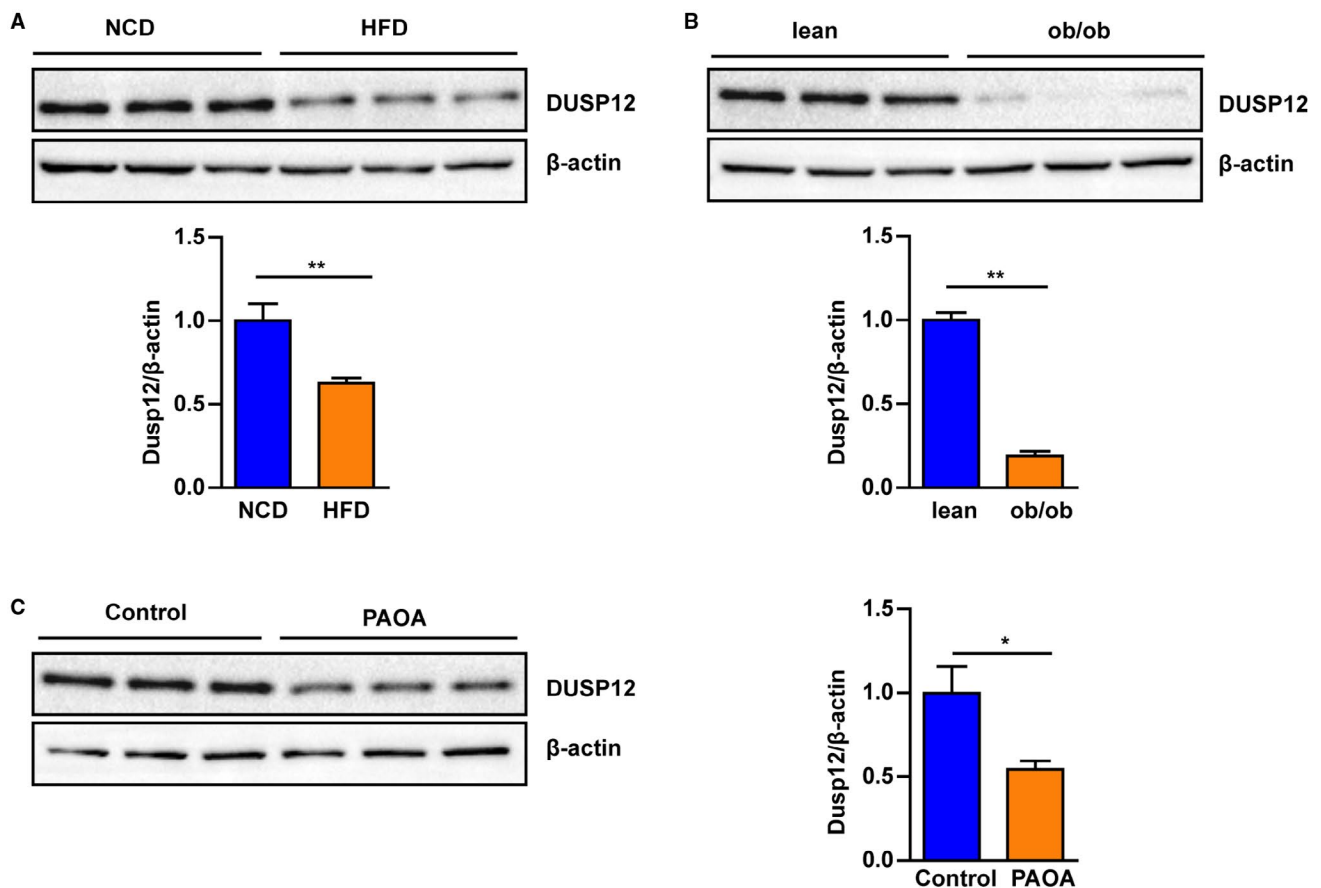 A
NCD HFD
DUSP12
β-actin
1.5
**
1.0
0.5
0.0
Dusp12/β-actin
NCD HFD
B
lean ob/ob
DUSP12
β-actin
1.5
**
1.0
0.5
0.0
Dusp12/β-actin
lean ob/ob
C
Control PAOA
DUSP12
β-actin
1.5
*
1.0
0.5
0.0
Dusp12/β-actin
Control PAOA